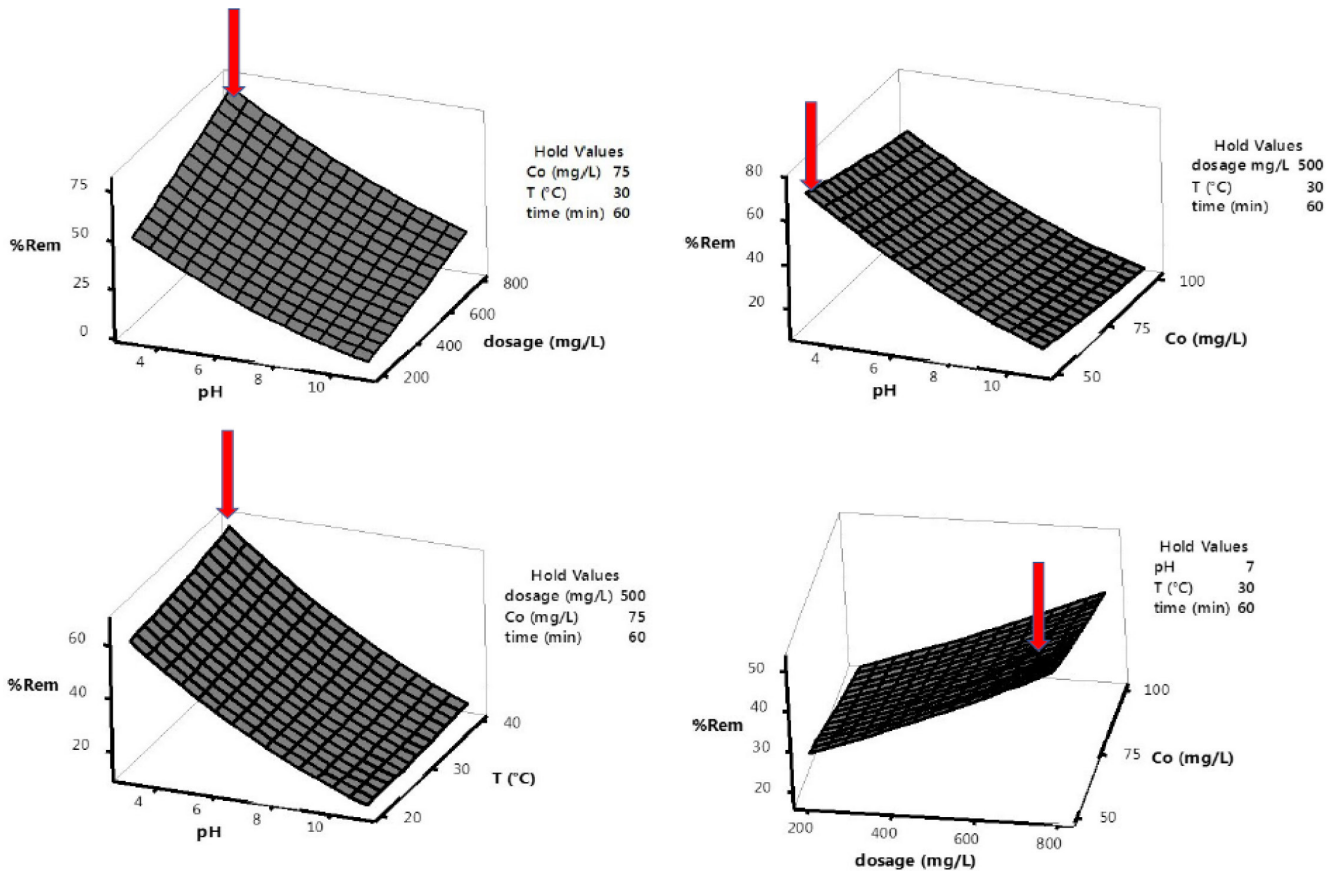 Hold Values
Co (mg/L) 75
T (°C) 30
time (min) 60
75
50
25
0
%Rem
4
6
8
10
pH
200
400
600
800
dosage (mg/L)
Hold Values
dosage mg/L 500
T (°C) 30
time (min) 60
80
60
40
20
%Rem
4
6
8
10
pH
50
75
100
Co (mg/L)
Hold Values
dosage (mg/L) 500
Co (mg/L) 75
time (min) 60
60
40
20
%Rem
4
6
8
10
pH
20
30
40
T (°C)
Hold Values
pH 7
T (°C) 30
time (min) 60
50
40
30
20
%Rem
200
400
600
800
dosage (mg/L)
50
75
100
Co (mg/L)